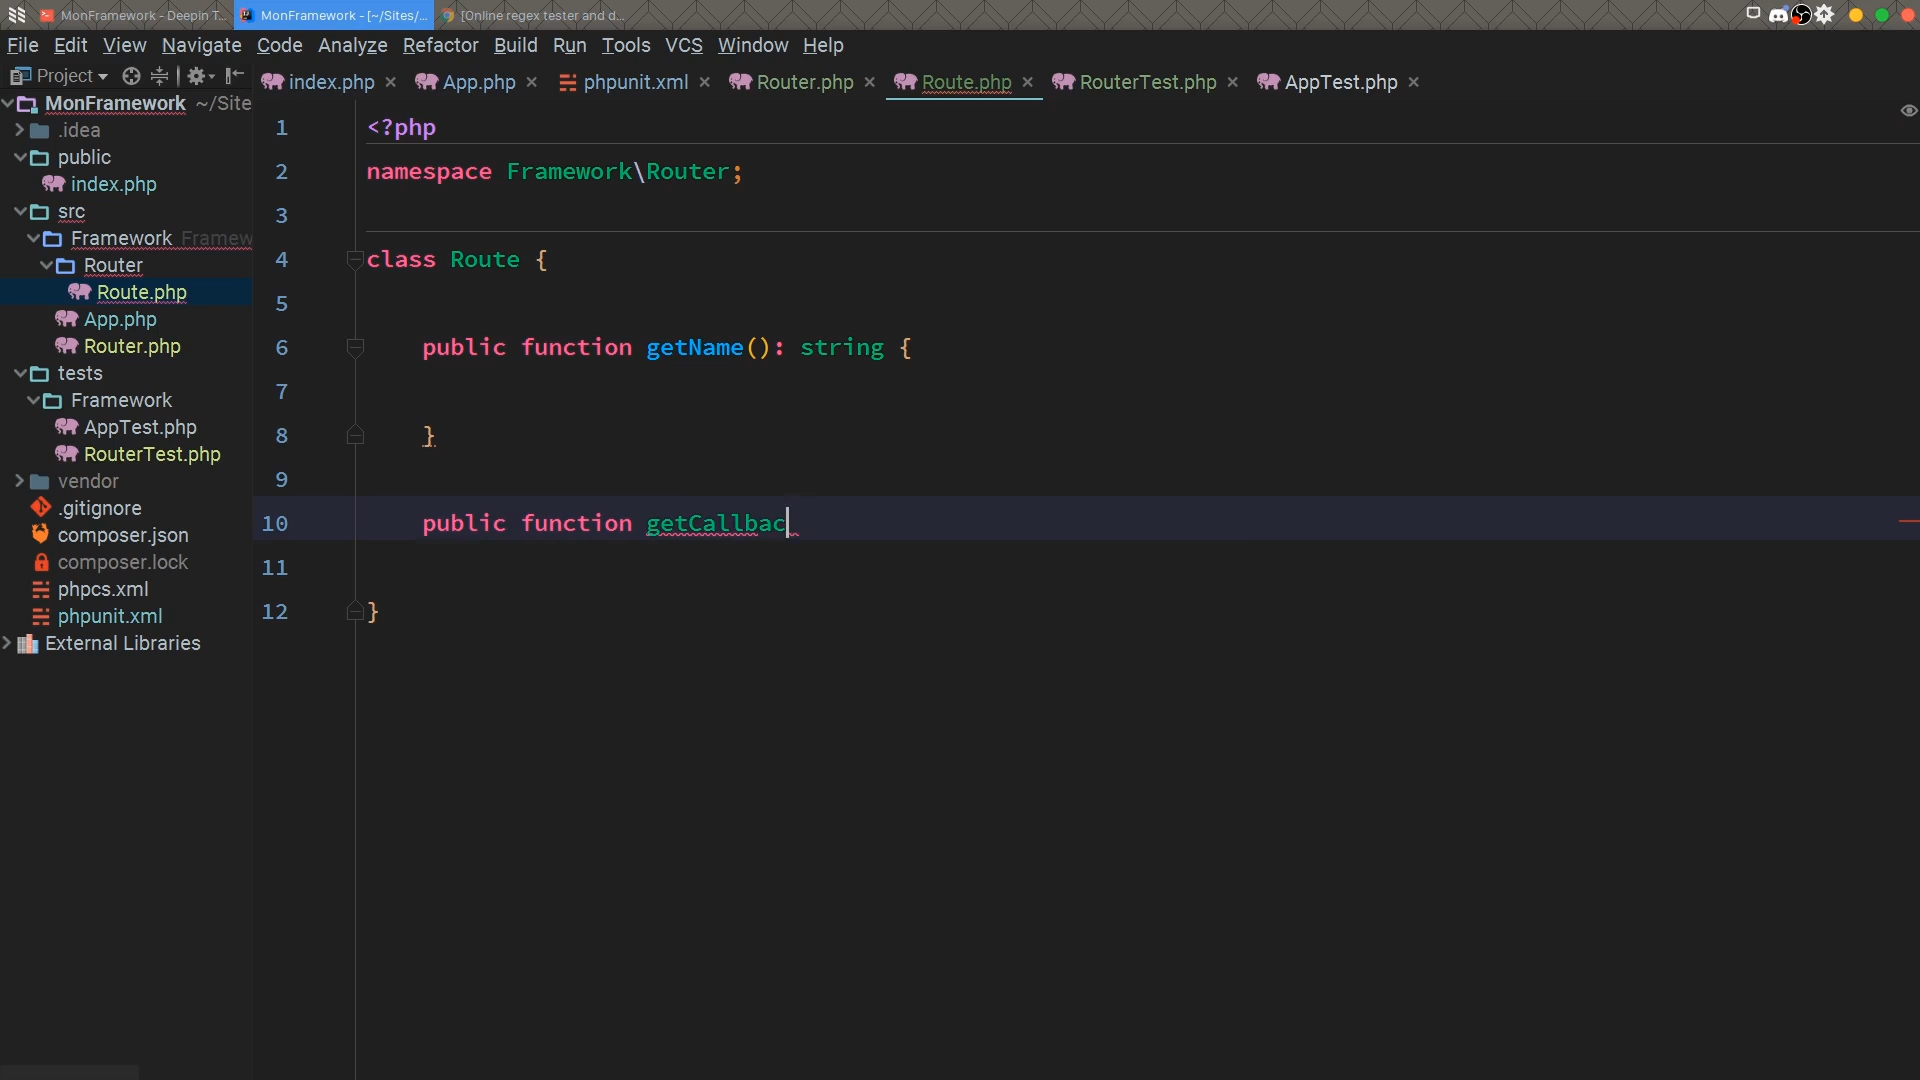 MonFramework - Deepin T...
MonFramework - [~/Sites/...
[Online regex tester and d...
File Edit View Navigate Code Analyze Refactor Build Run Tools VCS Window Help
Project
index.php
App.php
phpunit.xml
Router.php
Route.php
RouterTest.php
AppTest.php
MonFramework ~/Site
.idea
public
index.php
src
Framework Framew
Router
Route.php
App.php
Router.php
tests
Framework
AppTest.php
RouterTest.php
vendor
.gitignore
composer.json
composer.lock
phpcs.xml
phpunit.xml
External Libraries
1 <?php
2 namespace Framework\Router;
3
4 class Route {
5
6 public function getName(): string {
7
8 }
9
10 public function getCallbac
11
12 }